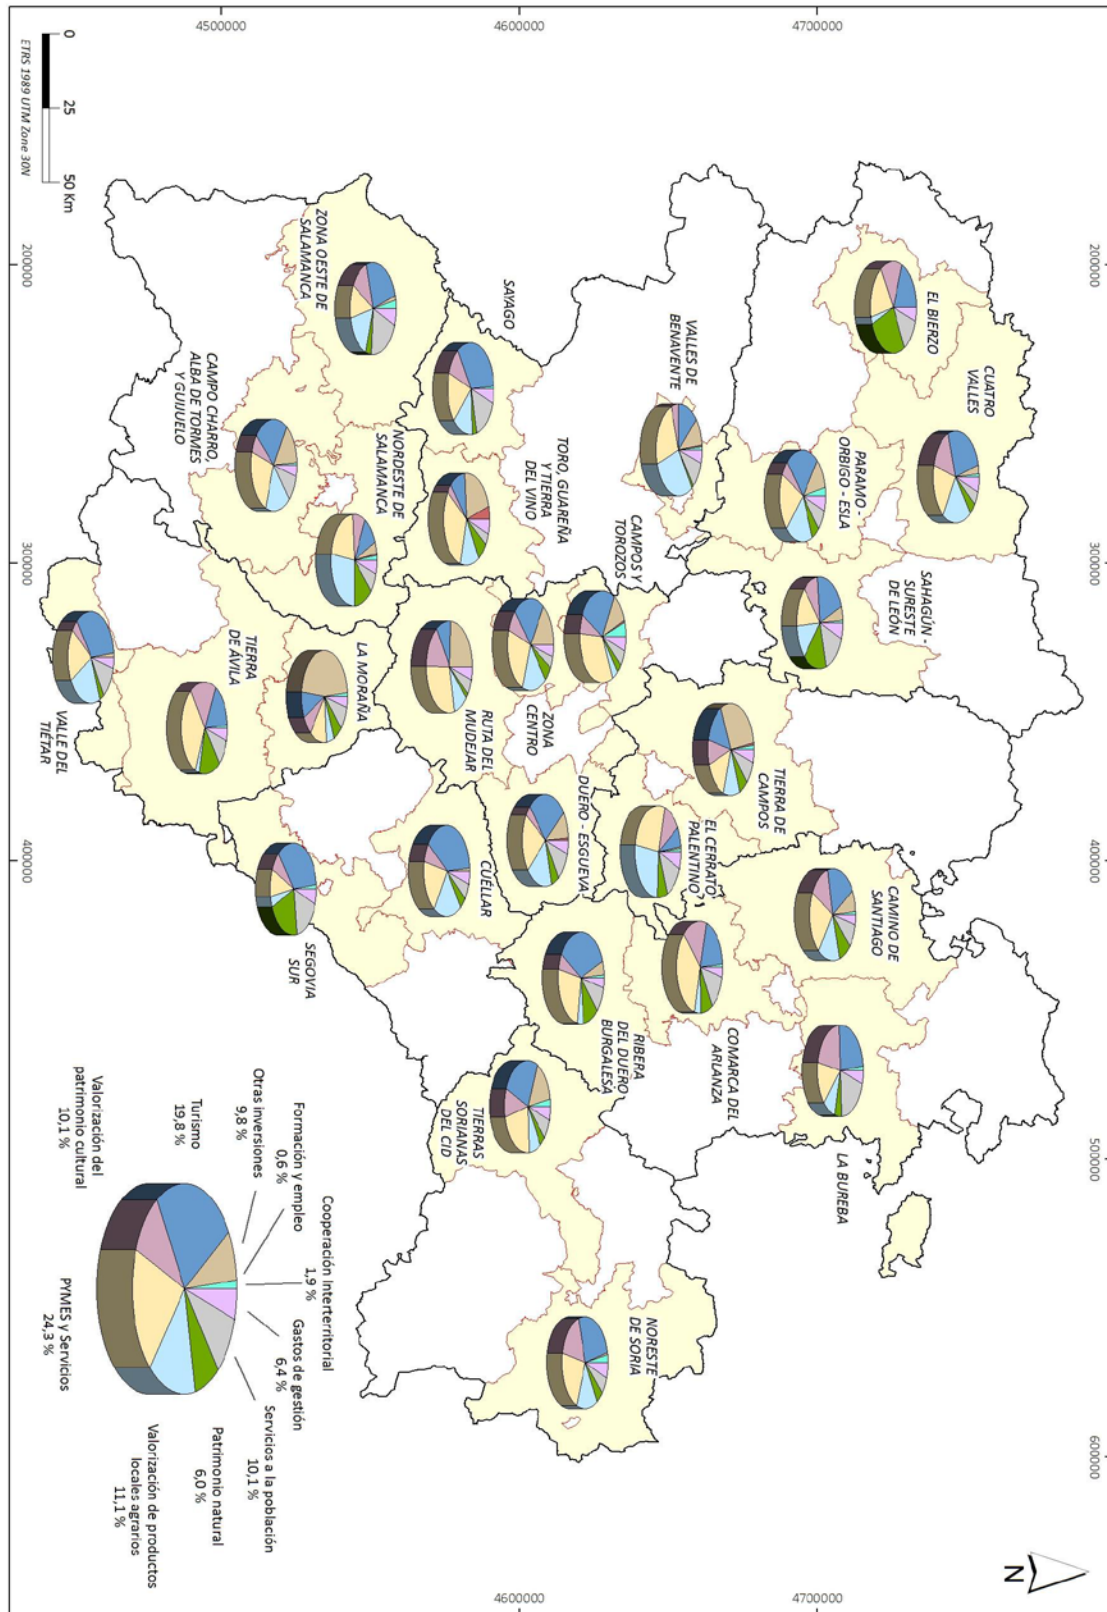 4500000
4600000
4700000
0
25
50 Km
ETRS 1989 UTM Zone 30N
200000
300000
400000
200000
300000
400000
500000
600000
4600000
4700000
N
EL BIERZO
CUATRO
VALLES
PARAMO -
ORBIGO - ESLA
SAHAGÚN -
SURESTE
DE LEÓN
VALLES DE
BENAVENTE
SAYAGO
TORO, GUAREÑA
Y TIERRA
DEL VINO
CAMPOS Y
TOROZOS
ZONA OESTE DE
SALAMANCA
CAMPO CHARRO,
ALBA DE TORMES
Y GUIJUELO
NORDESTE DE
SALAMANCA
LA MORAÑA
TIERRA
DE ÁVILA
VALLE DEL
TIÉTAR
RUTA DEL
MUDEJAR
ZONA
CENTRO
DUERO - ESGUEVA
TIERRA DE
CAMPOS
EL CERRATO
PALENTINO
CAMINO DE
SANTIAGO
CUÉLLAR
SEGOVIA
SUR
RIBERA
DEL DUERO
BURGALESA
COMARCA DEL
ARLANZA
LA BUREBA
TIERRAS
SORIANAS
DEL CID
NORESTE
DE SORIA
Valorización del
patrimonio cultural
10,1 %
Turismo
19,8 %
Otras inversiones
9,8 %
Formación y empleo
0,6 %
Cooperación Interterritorial
1,9 %
Gastos de gestión
6,4 %
Servicios a la población
10,1 %
Patrimonio natural
6,0 %
Valorización de productos
locales agrarios
11,1 %
PYMES y Servicios
24,3 %